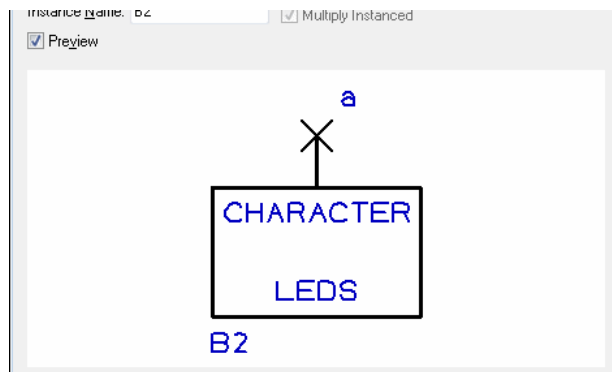 Instance Name: B2 Multiply Instanced
Preview
a
CHARACTER
LEDS
B2